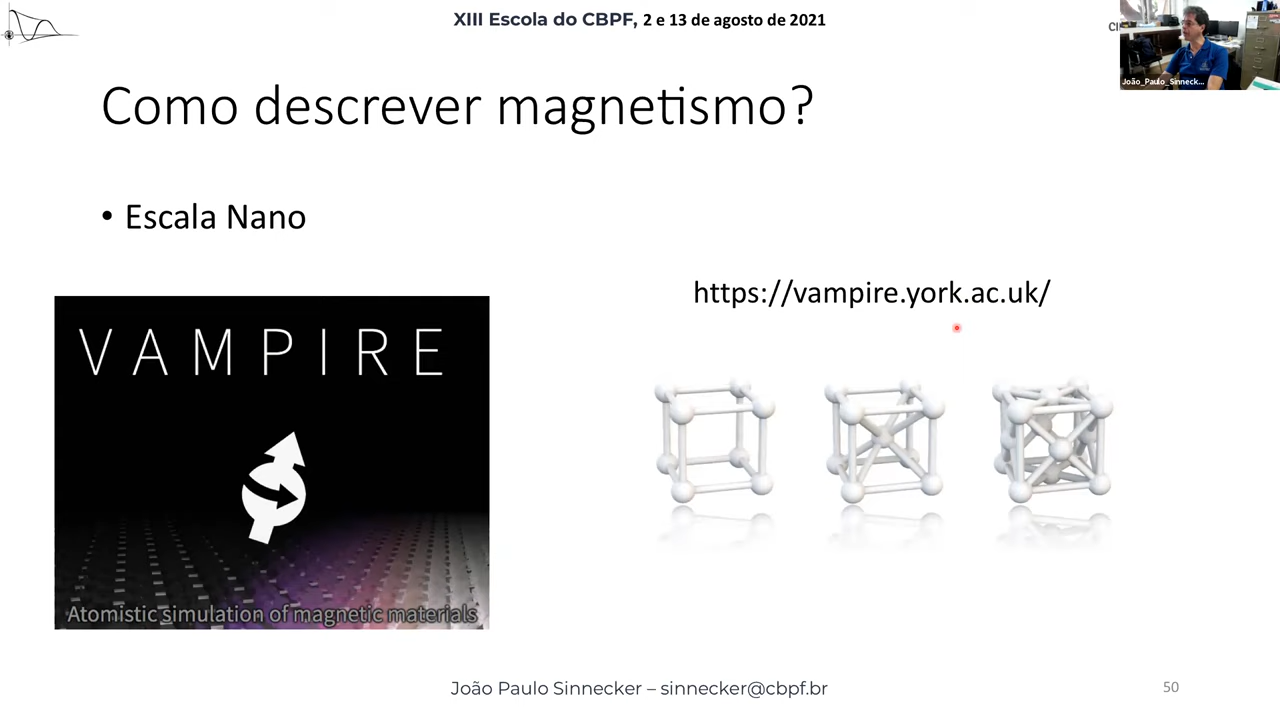 XIII Escola do CBPF, 2 e 13 de agosto de 2021
João_Paulo_Sinneck...
Como descrever magnetismo?
• Escala Nano
https://vampire.york.ac.uk/
VAMPIRE
Atomistic simulation of magnetic materials
João Paulo Sinnecker – sinnecker@cbpf.br
50